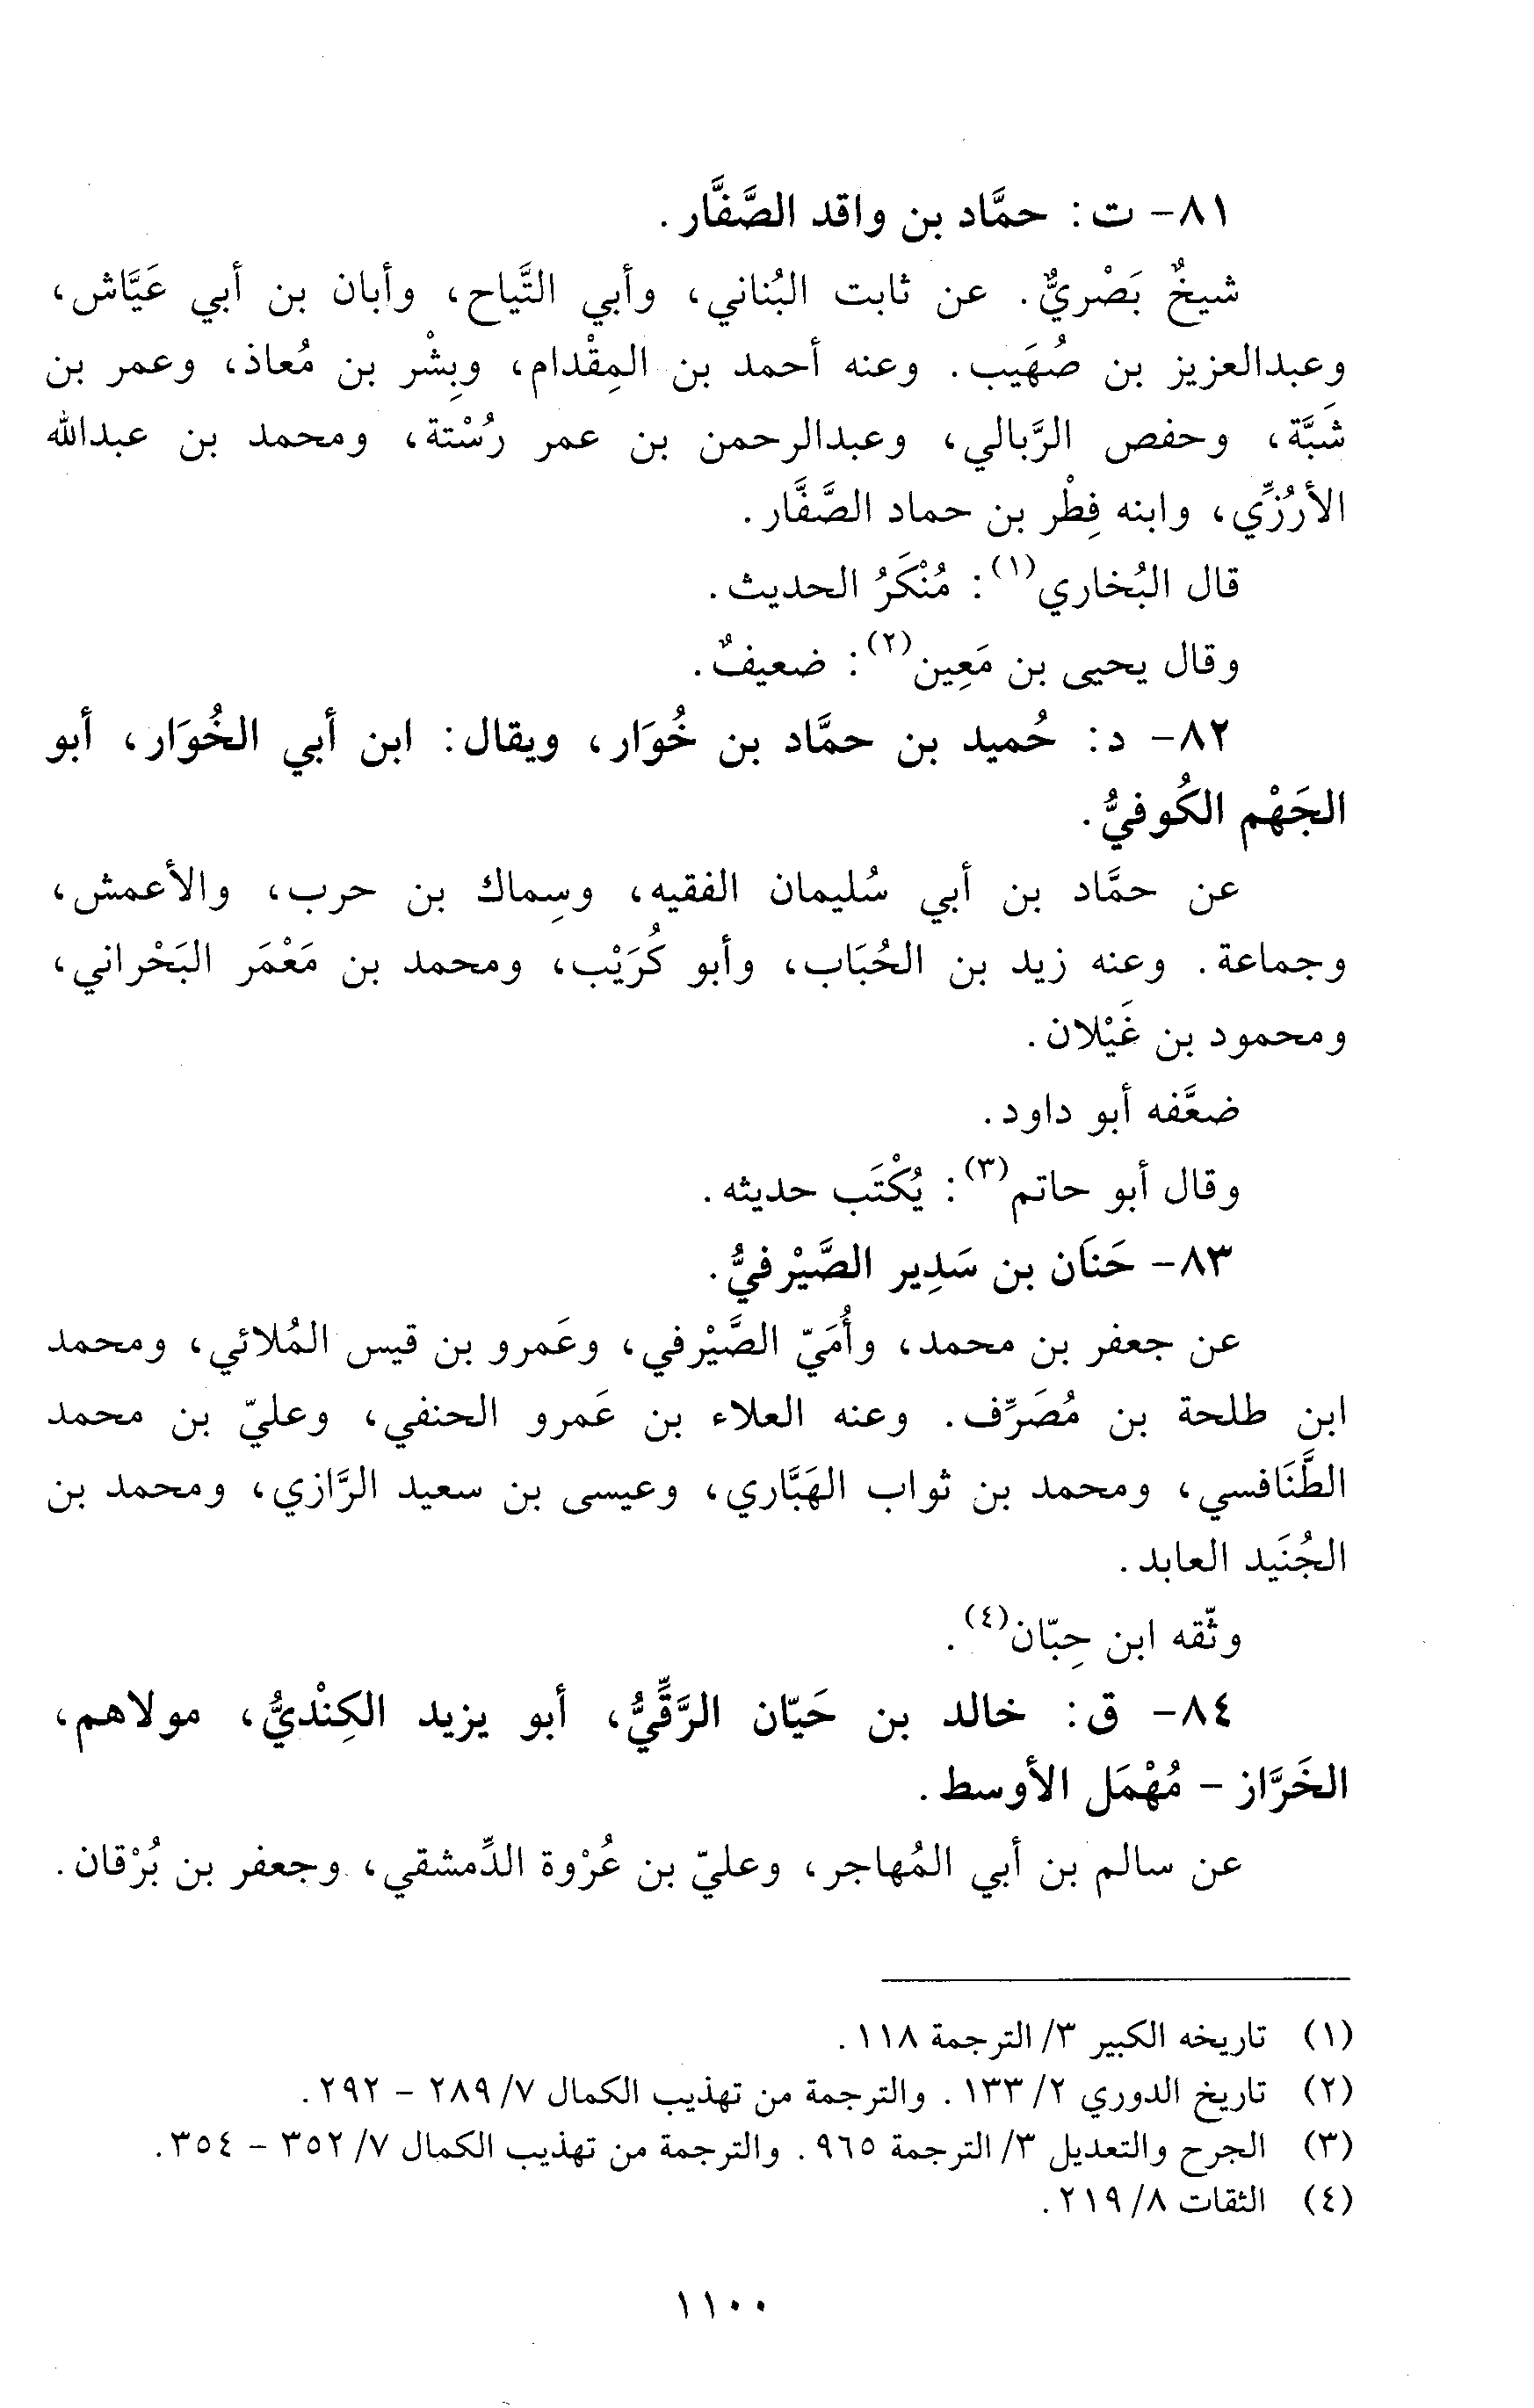 ٨١- ت: حمَّاد بن واقد الصَّفَّار.
شيخٌ بَصْريٌّ. عن ثابت البُناني، وأبي التَّياح، وأبان بن أبي عَيَّاش،
وعبدالعزيز بن صُهَيب. وعنه أحمد بن المِقْدام، وبِشْر بن مُعاذ، وعمر بن
شَبَّة، وحفص الرَّبالي، وعبدالرحمن بن عمر رُسْتة، ومحمد بن عبدالله
الأرُزِّي، وابنه فِطْر بن حماد الصَّفَّار.
قال البُخاري(١): مُنْكَرُ الحديث.
وقال يحيى بن مَعِين(٢): ضعيفٌ.
٨٢- د: حُميد بن حمَّاد بن خُوَار، ويقال: ابن أبي الخُوَار، أبو
الجَهْم الكُوفيُّ.
عن حمَّاد بن أبي سُليمان الفقيه، وسِماك بن حرب، والأعمش،
وجماعة. وعنه زيد بن الحُبَاب، وأبو كُرَيْب، ومحمد بن مَعْمَر البَحْراني،
ومحمود بن غَيْلان.
ضعَّفه أبو داود.
وقال أبو حاتم(٣): يُكْتَب حديثه.
٨٣- حَنَان بن سَدِير الصَّيْرفيُّ.
عن جعفر بن محمد، وأُمَيّ الصَّيْرفي، وعَمرو بن قيس المُلائي، ومحمد
ابن طلحة بن مُصَرِّف. وعنه العلاء بن عَمرو الحنفي، وعليّ بن محمد
الطَّنَافسي، ومحمد بن ثواب الهَبَّاري، وعيسى بن سعيد الرَّازي، ومحمد بن
الجُنَيد العابد.
وثّقه ابن حِبّان(٤).
٨٤- ق: خالد بن حَيّان الرَّقِّيُّ، أبو يزيد الكِنْديُّ، مولاهم،
الخَرَّاز - مُهْمَل الأوسط.
عن سالم بن أبي المُهاجر، وعليّ بن عُرْوة الدِّمشقي، وجعفر بن بُرْقان.
(١) تاريخه الكبير ٣/ الترجمة ١١٨.
(٢) تاريخ الدوري ٢/ ١٣٣. والترجمة من تهذيب الكمال ٧/ ٢٨٩ - ٢٩٢.
(٣) الجرح والتعديل ٣/ الترجمة ٩٦٥. والترجمة من تهذيب الكمال ٧/ ٣٥٢ - ٣٥٤.
(٤) الثقات ٨/ ٢١٩.
١١٠٠